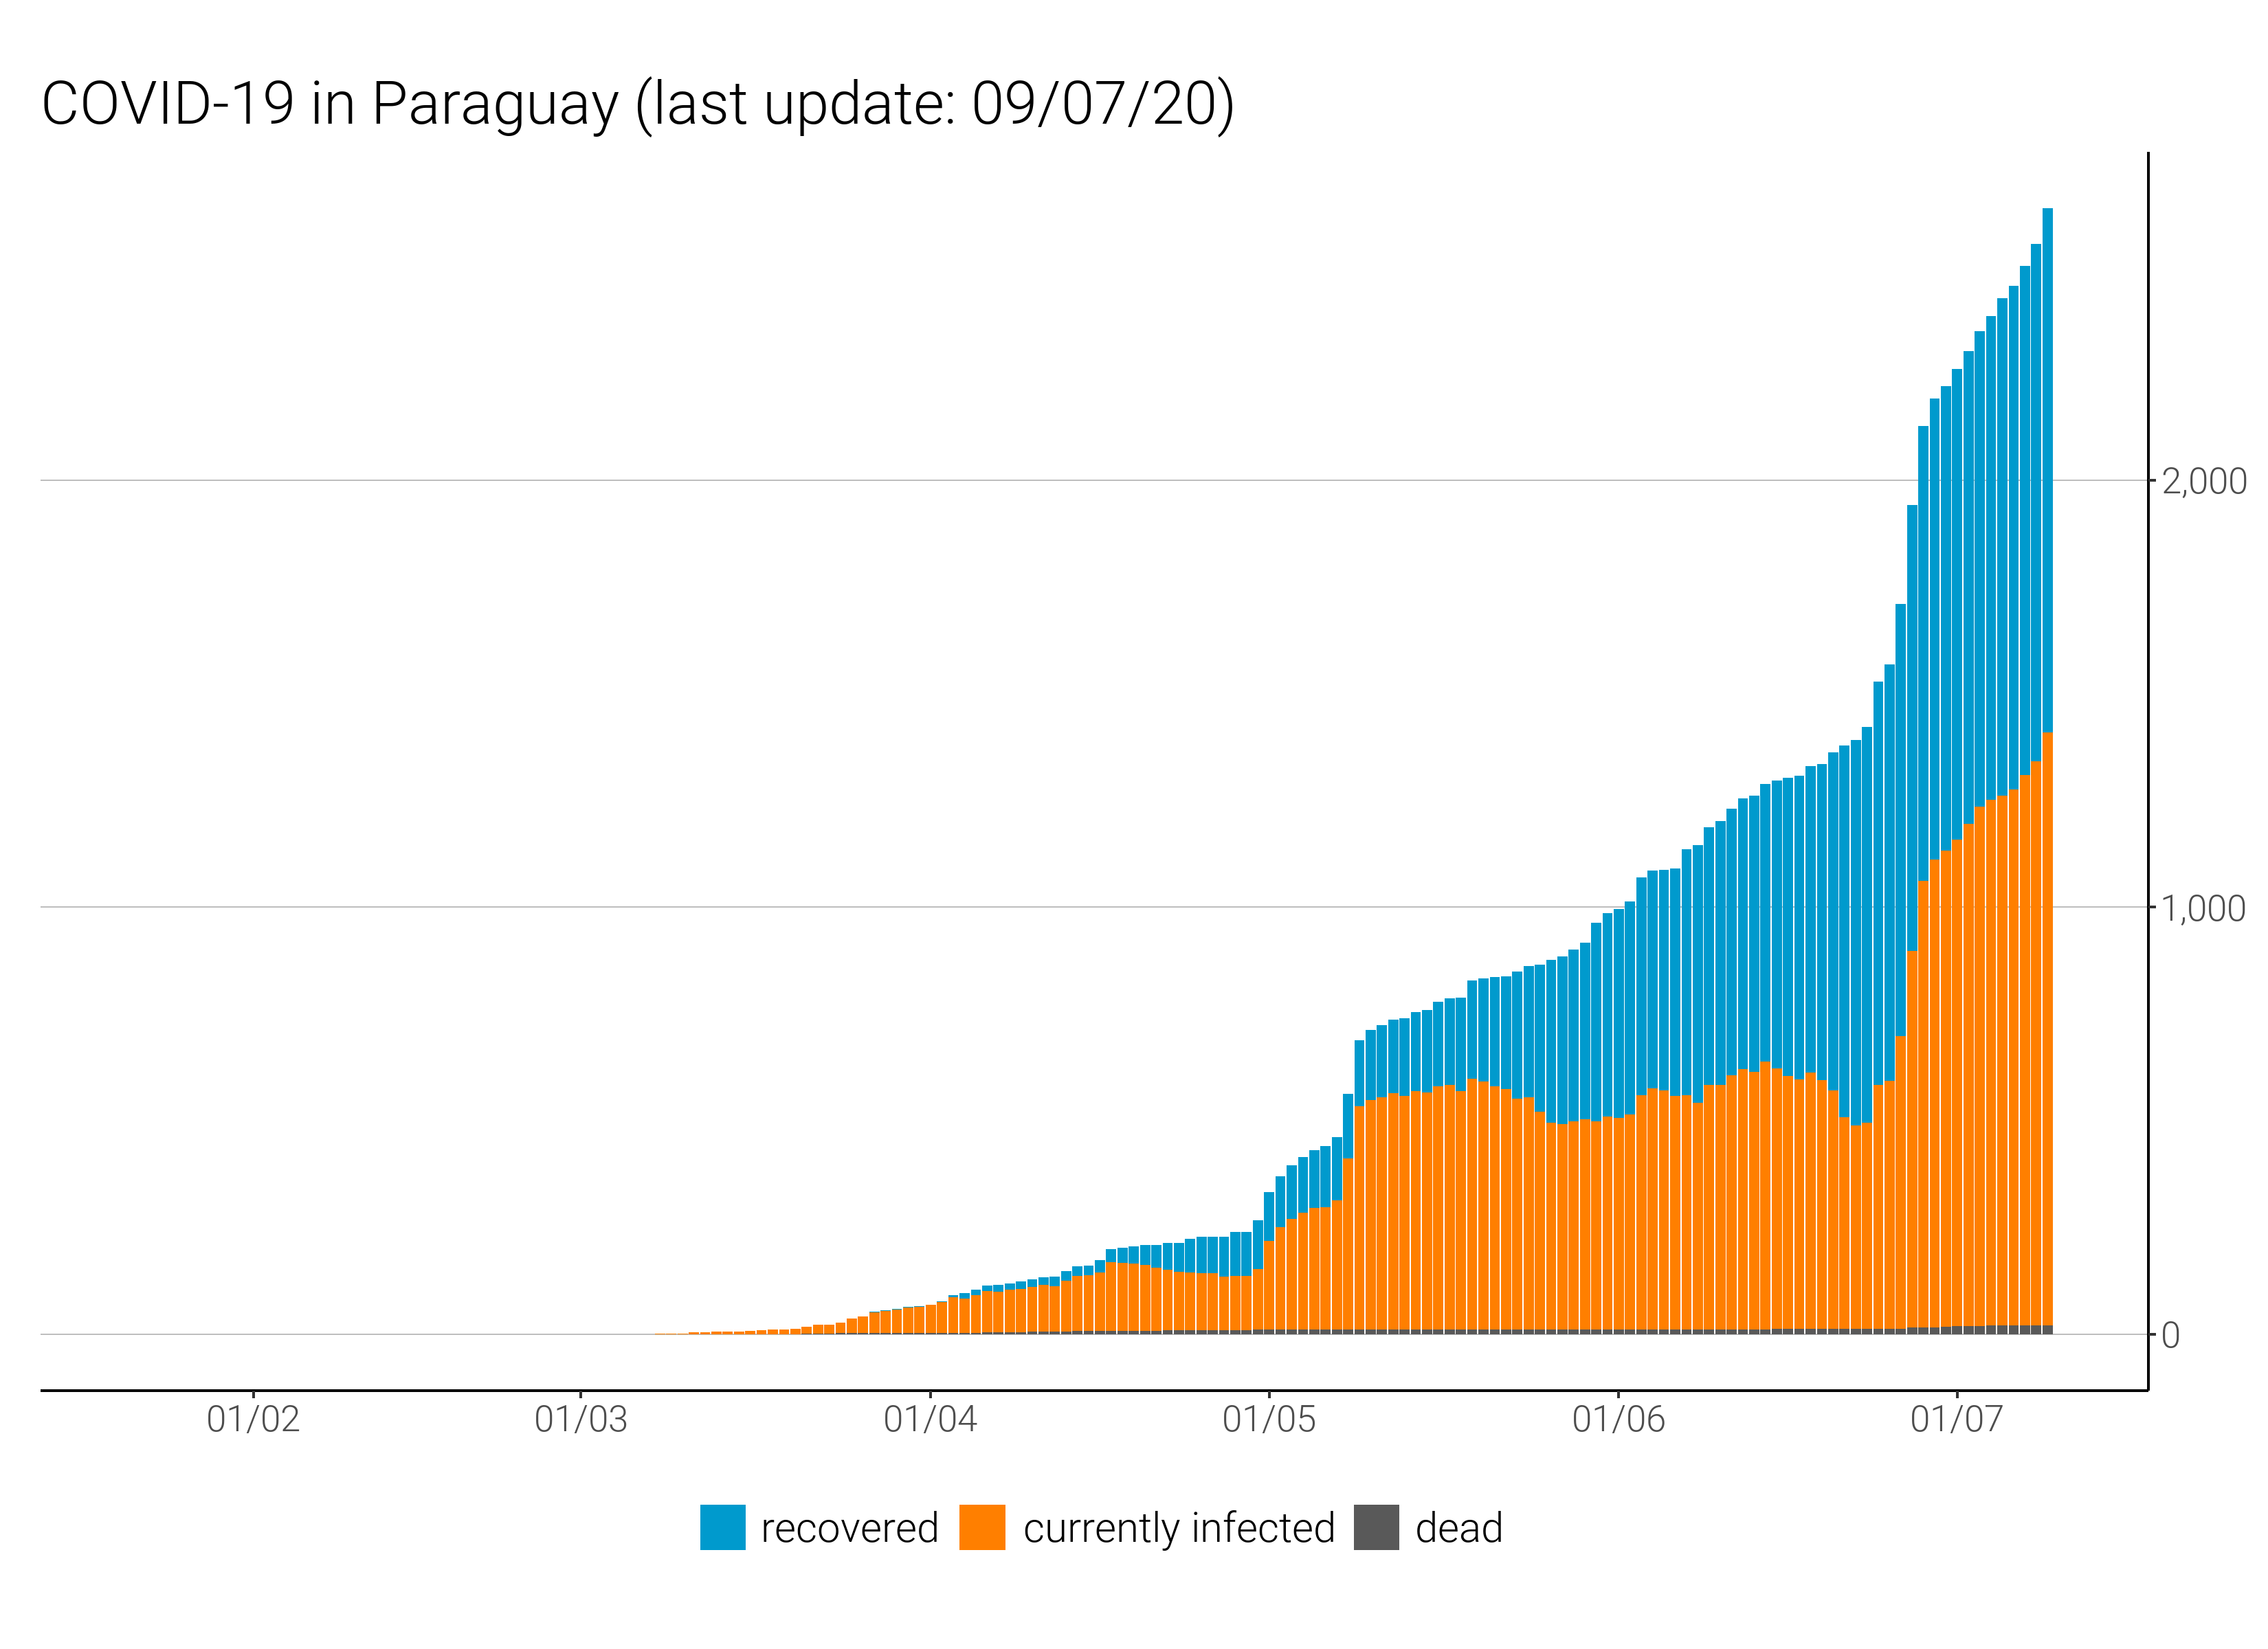 COVID-19 in Paraguay (last update: 09/07/20)
2,000
1,000
0
01/02 01/03 01/04 01/05 01/06 01/07
recovered currently infected dead